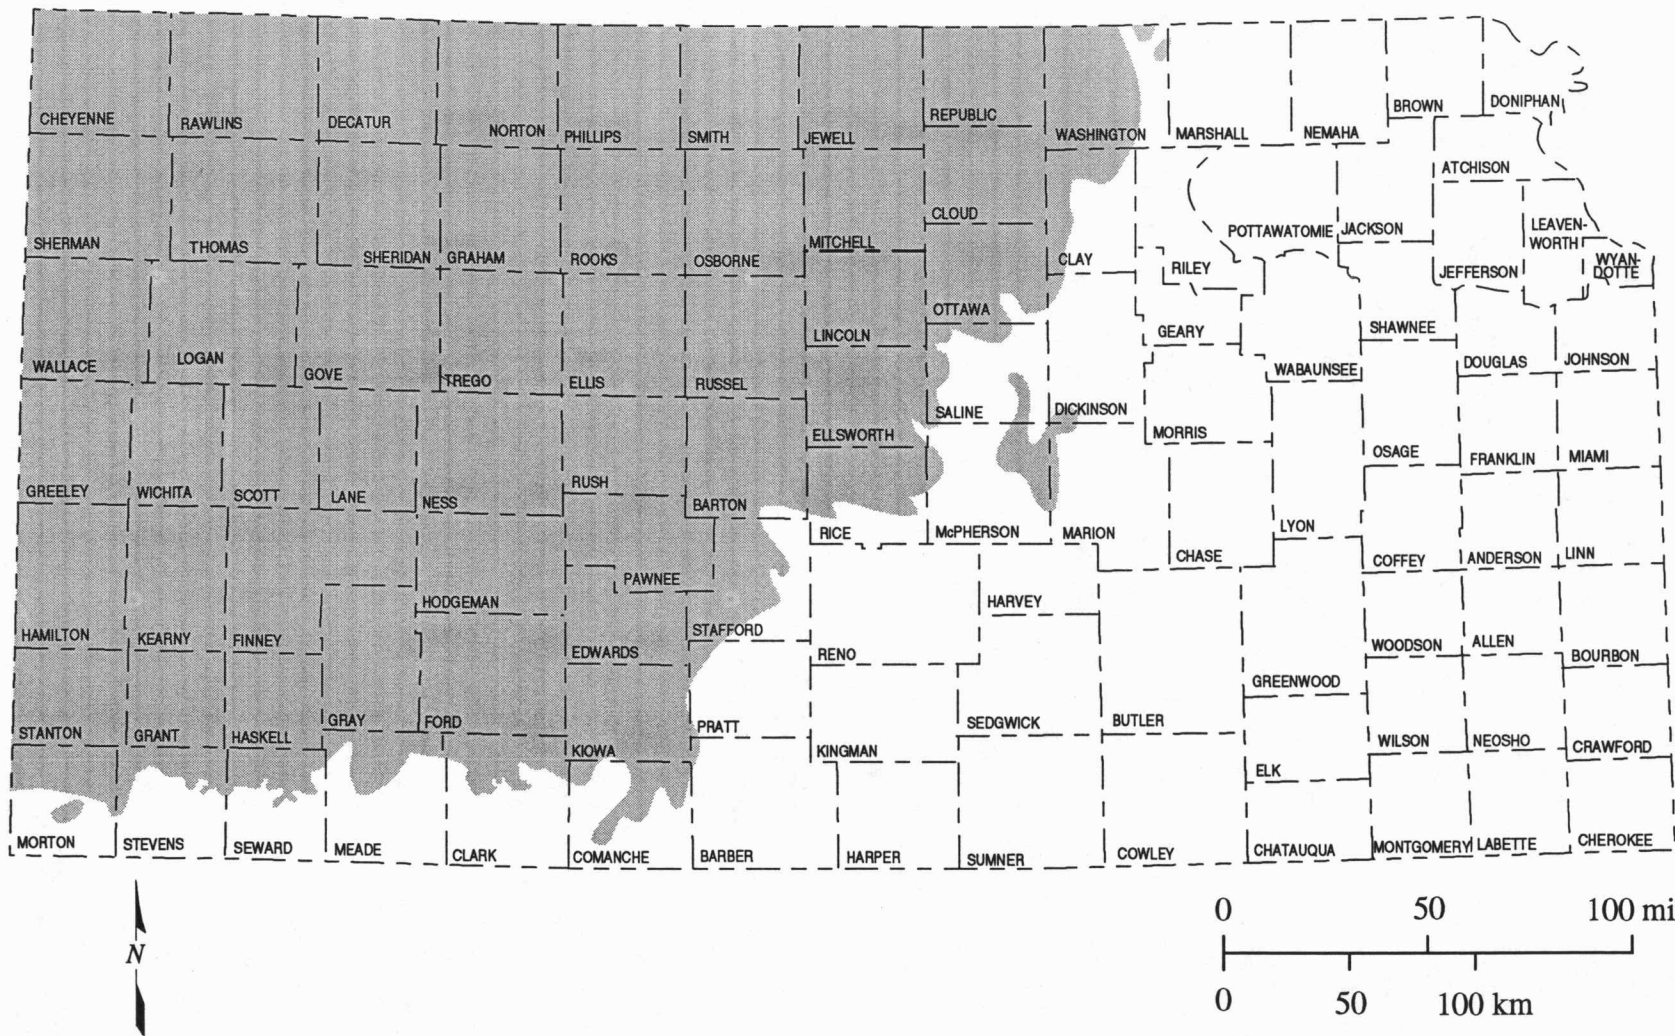 BROWN DONIPHAN
CHEYENNE RAWLINS DECATUR NORTON PHILLIPS SMITH JEWELL REPUBLIC WASHINGTON MARSHALL NEMAHA
ATCHISON
CLOUD LEAVEN-
WORTH
SHERMAN THOMAS SHERIDAN GRAHAM ROOKS OSBORNE MITCHELL CLAY RILEY POTTAWATOMIE JACKSON JEFFERSON WYAN-
DOTTE
OTTAWA
LINCOLN GEARY SHAWNEE
WALLACE LOGAN GOVE TREGO ELLIS RUSSEL WABAUNSEE DOUGLAS JOHNSON
SALINE DICKINSON
ELLSWORTH MORRIS
OSAGE FRANKLIN MIAMI
GREELEY WICHITA SCOTT LANE NESS RUSH BARTON
RICE McPHERSON MARION LYON
CHASE COFFEY ANDERSON LINN
PAWNEE
HODGEMAN HARVEY
HAMILTON KEARNY FINNEY STAFFORD
EDWARDS RENO WOODSON ALLEN BOURBON
GREENWOOD
STANTON GRANT HASKELL GRAY FORD KIOWA PRATT KINGMAN SEDGWICK BUTLER WILSON NEOSHO CRAWFORD
ELK
MORTON STEVENS SEWARD MEADE CLARK COMANCHE BARBER HARPER SUMNER COWLEY CHATAUQUA MONTGOMERY LABETTE CHEROKEE
N
0 50 100 mi
0 50 100 km